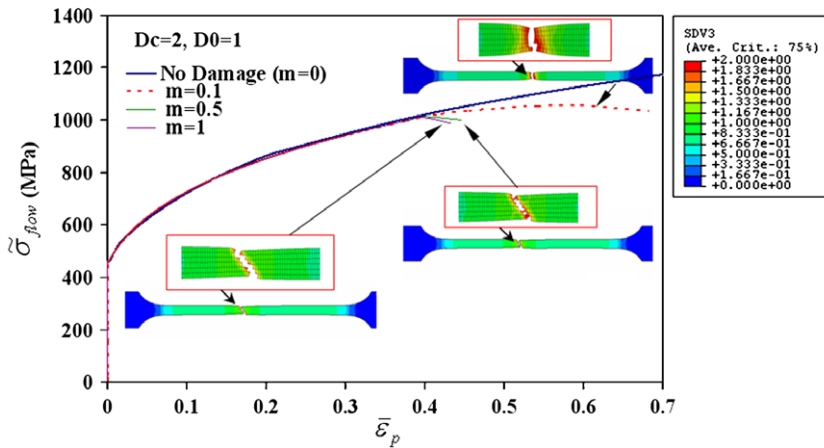 Dc=2, D0=1
No Damage (m=0)
m=0.1
m=0.5
m=1
1400
1200
1000
800
600
400
200
0
σ̃flow (MPa)
0
0.1
0.2
0.3
0.4
0.5
0.6
0.7
ε̄p
SDV3
(Ave. Crit.: 75%)
+2.000e+00
+1.833e+00
+1.667e+00
+1.500e+00
+1.333e+00
+1.167e+00
+1.000e+00
+8.333e-01
+6.667e-01
+5.000e-01
+3.333e-01
+1.667e-01
+0.000e+00